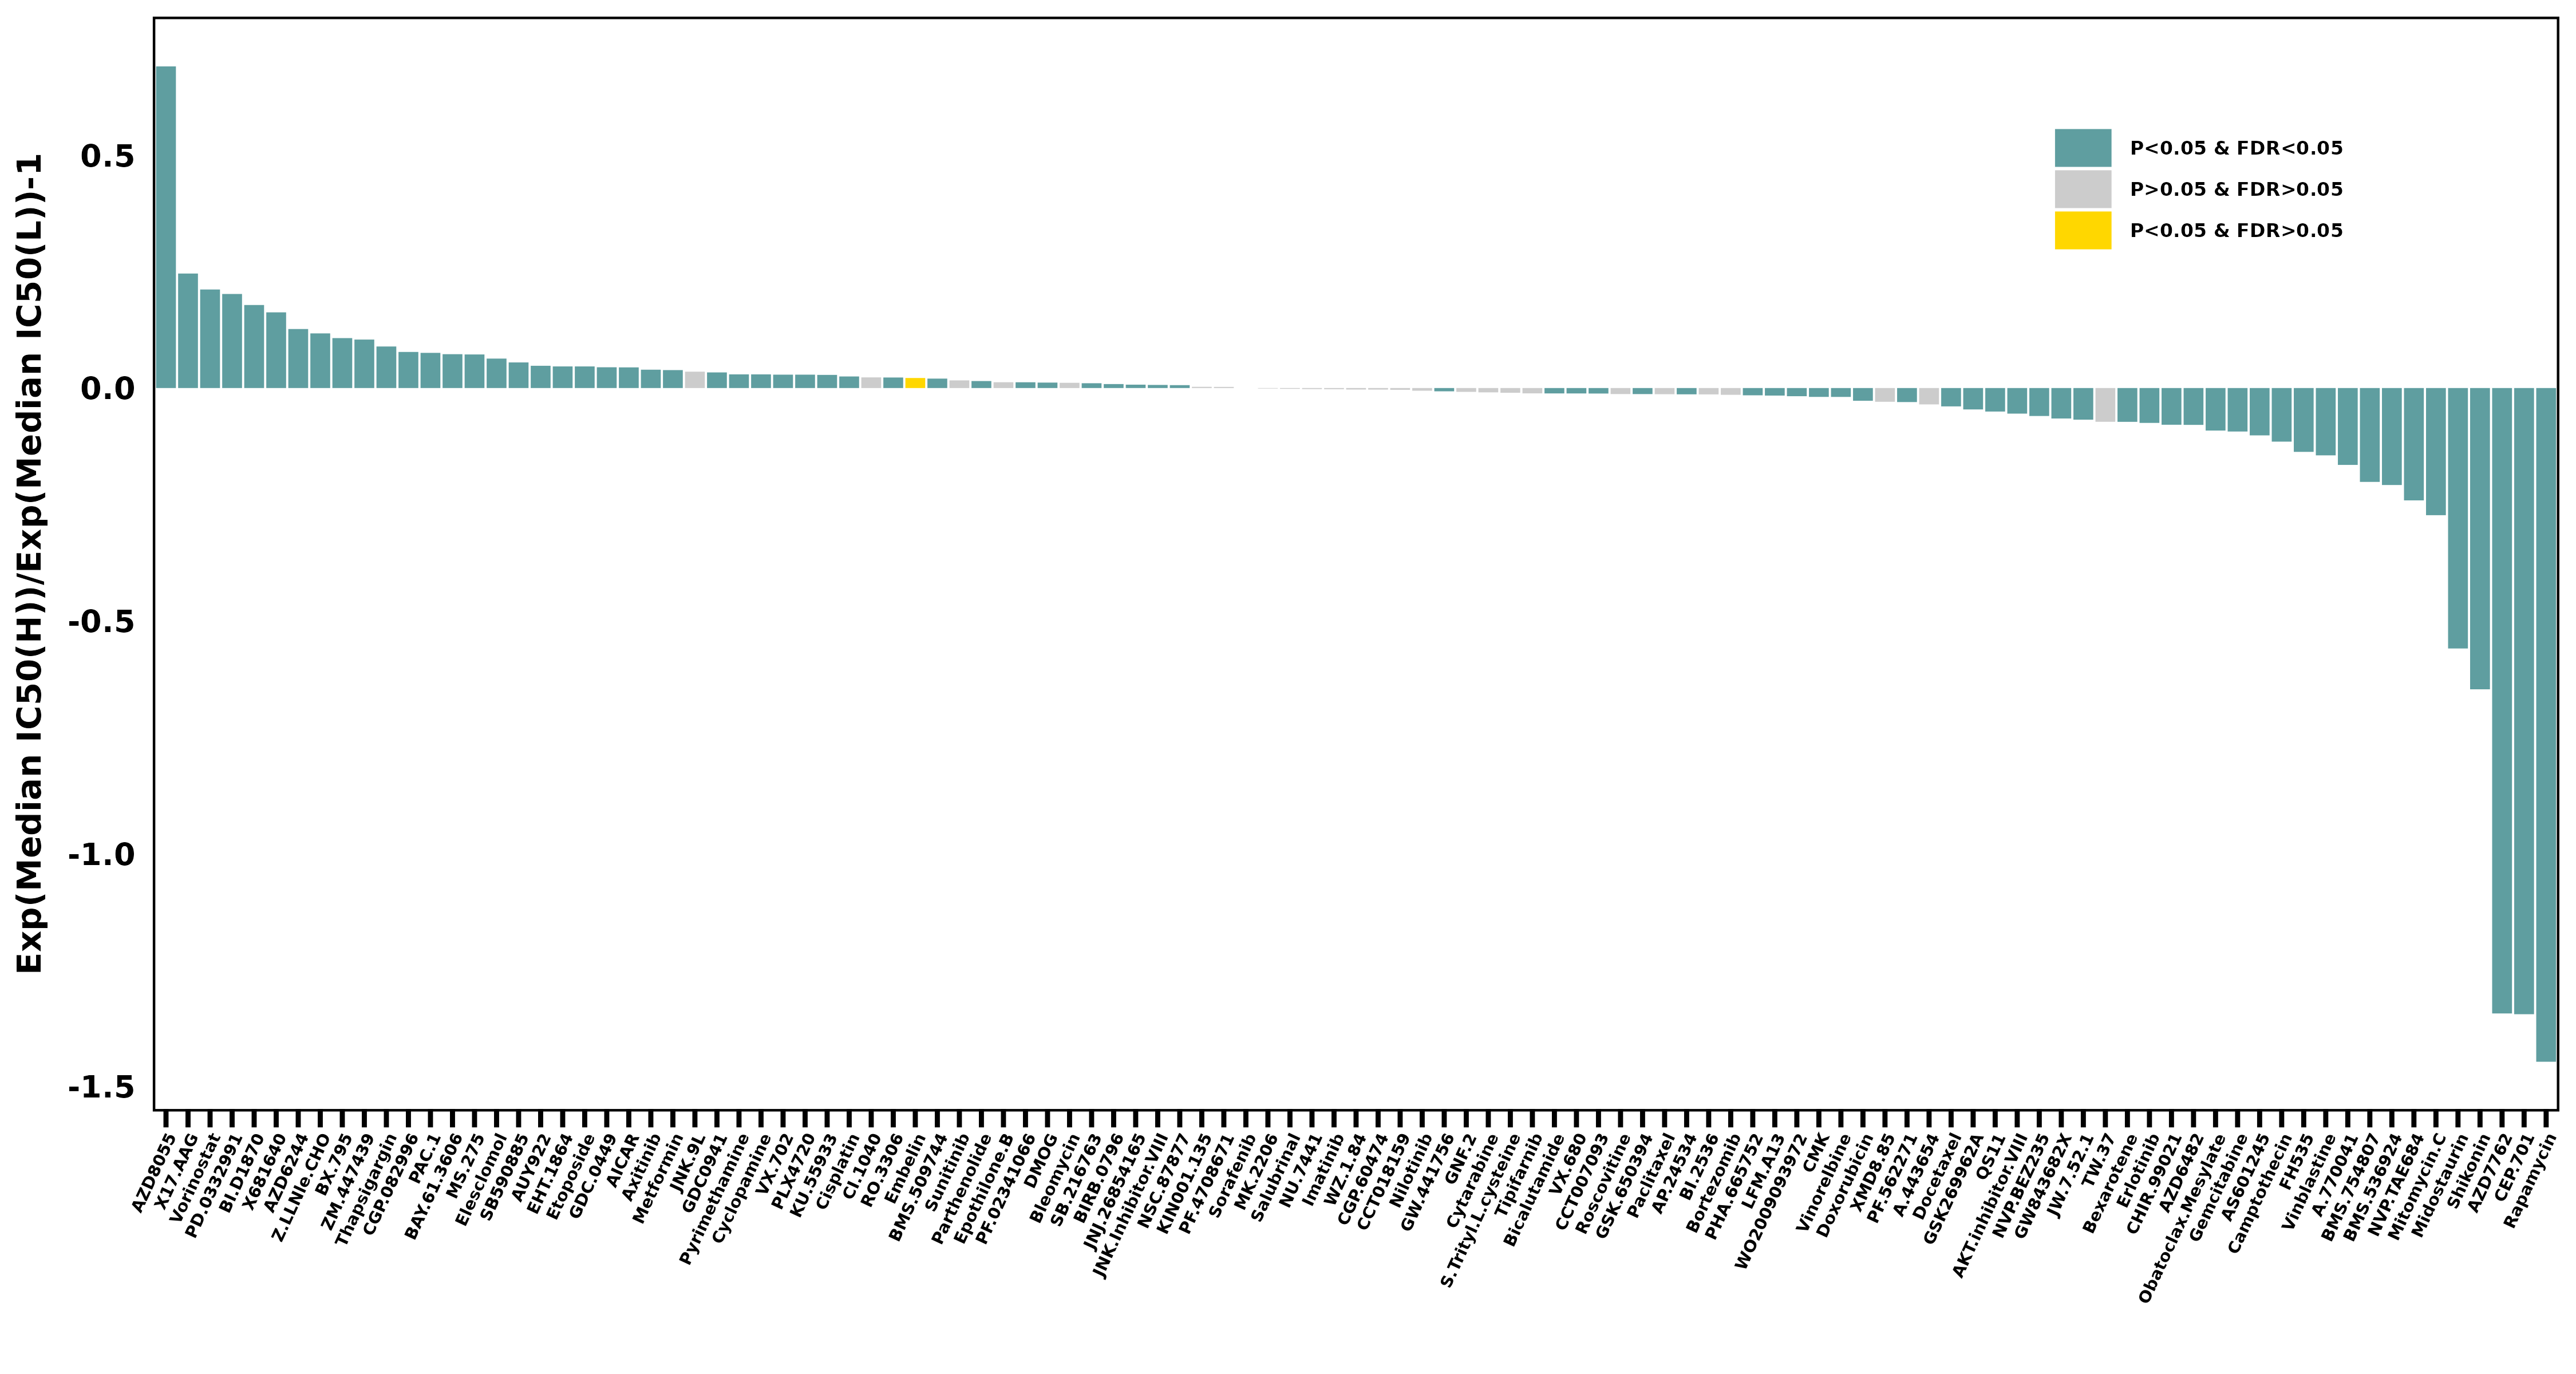 Exp(Median IC50(H))/Exp(Median IC50(L))-1
0.5
0.0
-0.5
-1.0
-1.5
P<0.05 & FDR<0.05
P>0.05 & FDR>0.05
P<0.05 & FDR>0.05
AZD8055
X17.AAG
Vorinostat
PD.0332991
BI.D1870
X681640
AZD6244
Z.LLNle.CHO
BX.795
ZM.447439
Thapsigargin
CGP.082996
PAC.1
BAY.61.3606
MS.275
Elesclomol
SB590885
AUY922
EHT.1864
Etoposide
GDC.0449
AICAR
Axitinib
Metformin
JNK.9L
GDC0941
Pyrimethamine
Cyclopamine
VX.702
PLX4720
KU.55933
Cisplatin
CI.1040
RO.3306
Embelin
BMS.509744
Sunitinib
Parthenolide
Epothilone.B
PF.02341066
DMOG
Bleomycin
SB.216763
BIRB.0796
JNJ.26854165
JNK.Inhibitor.VIII
NSC.87877
KIN001.135
PF.4708671
Sorafenib
MK.2206
Salubrinal
NU.7441
Imatinib
WZ.1.84
CGP.60474
CCT018159
Nilotinib
GW.441756
GNF.2
Cytarabine
S.Trityl.L.cysteine
Tipifarnib
Bicalutamide
VX.680
CCT007093
Roscovitine
GSK.650394
Paclitaxel
AP.24534
BI.2536
Bortezomib
PHA.665752
LFM.A13
WO2009093972
CMK
Vinorelbine
Doxorubicin
XMD8.85
PF.562271
A.443654
Docetaxel
GSK269962A
QS11
AKT.inhibitor.VIII
NVP.BEZ235
GW843682X
JW.7.52.1
TW.37
Bexarotene
Erlotinib
CHIR.99021
AZD6482
Obatoclax.Mesylate
Gemcitabine
AS601245
Camptothecin
FH535
Vinblastine
A.770041
BMS.754807
BMS.536924
NVP.TAE684
Mitomycin.C
Midostaurin
Shikonin
AZD7762
CEP.701
Rapamycin